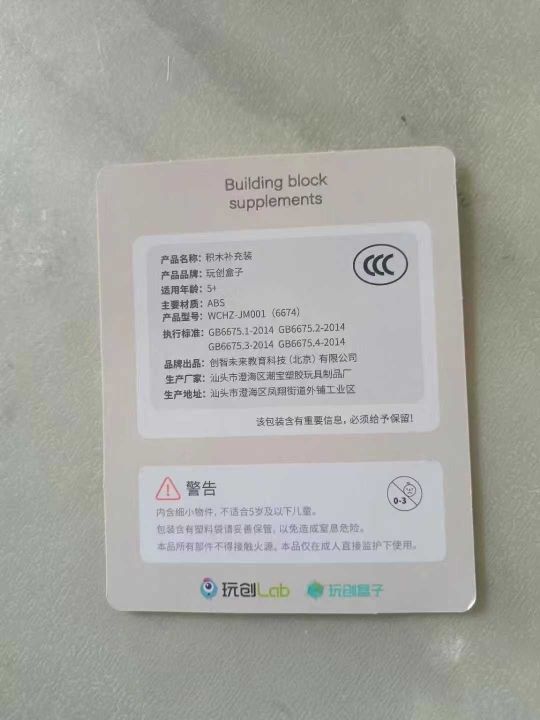 Building block
supplements
产品名称：积木补充装
产品品牌：玩创盒子
适用年龄：5+
主要材质：ABS
产品型号：WCHZ-JM001（6674）
执行标准：GB6675.1-2014 GB6675.2-2014
GB6675.3-2014 GB6675.4-2014
品牌出品：创智未来教育科技（北京）有限公司
生产厂家：汕头市澄海区潮宝塑胶玩具制品厂
生产地址：汕头市澄海区凤翔街道外铺工业区
CCC
该包装含有重要信息，必须给予保留！
警告
0-3
内含细小物件，不适合5岁及以下儿童。
包装含有塑料袋请妥善保管，以免造成窒息危险。
本品所有部件不得接触火源。本品仅在成人直接监护下使用。
玩创Lab 玩创盒子